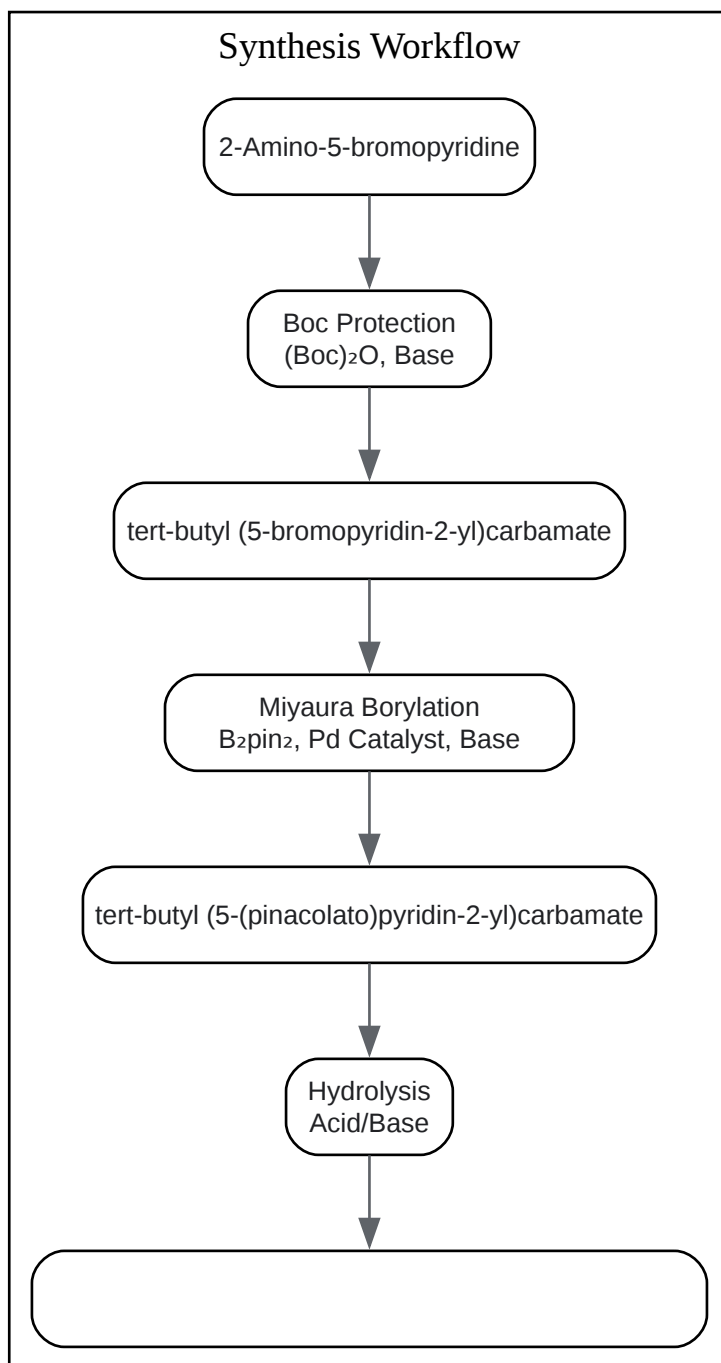 Synthesis Workflow
2-Amino-5-bromopyridine
Boc Protection
(Boc)₂O, Base
tert-butyl (5-bromopyridin-2-yl)carbamate
Miyaura Borylation
B₂pin₂, Pd Catalyst, Base
tert-butyl (5-(pinacolato)pyridin-2-yl)carbamate
Hydrolysis
Acid/Base